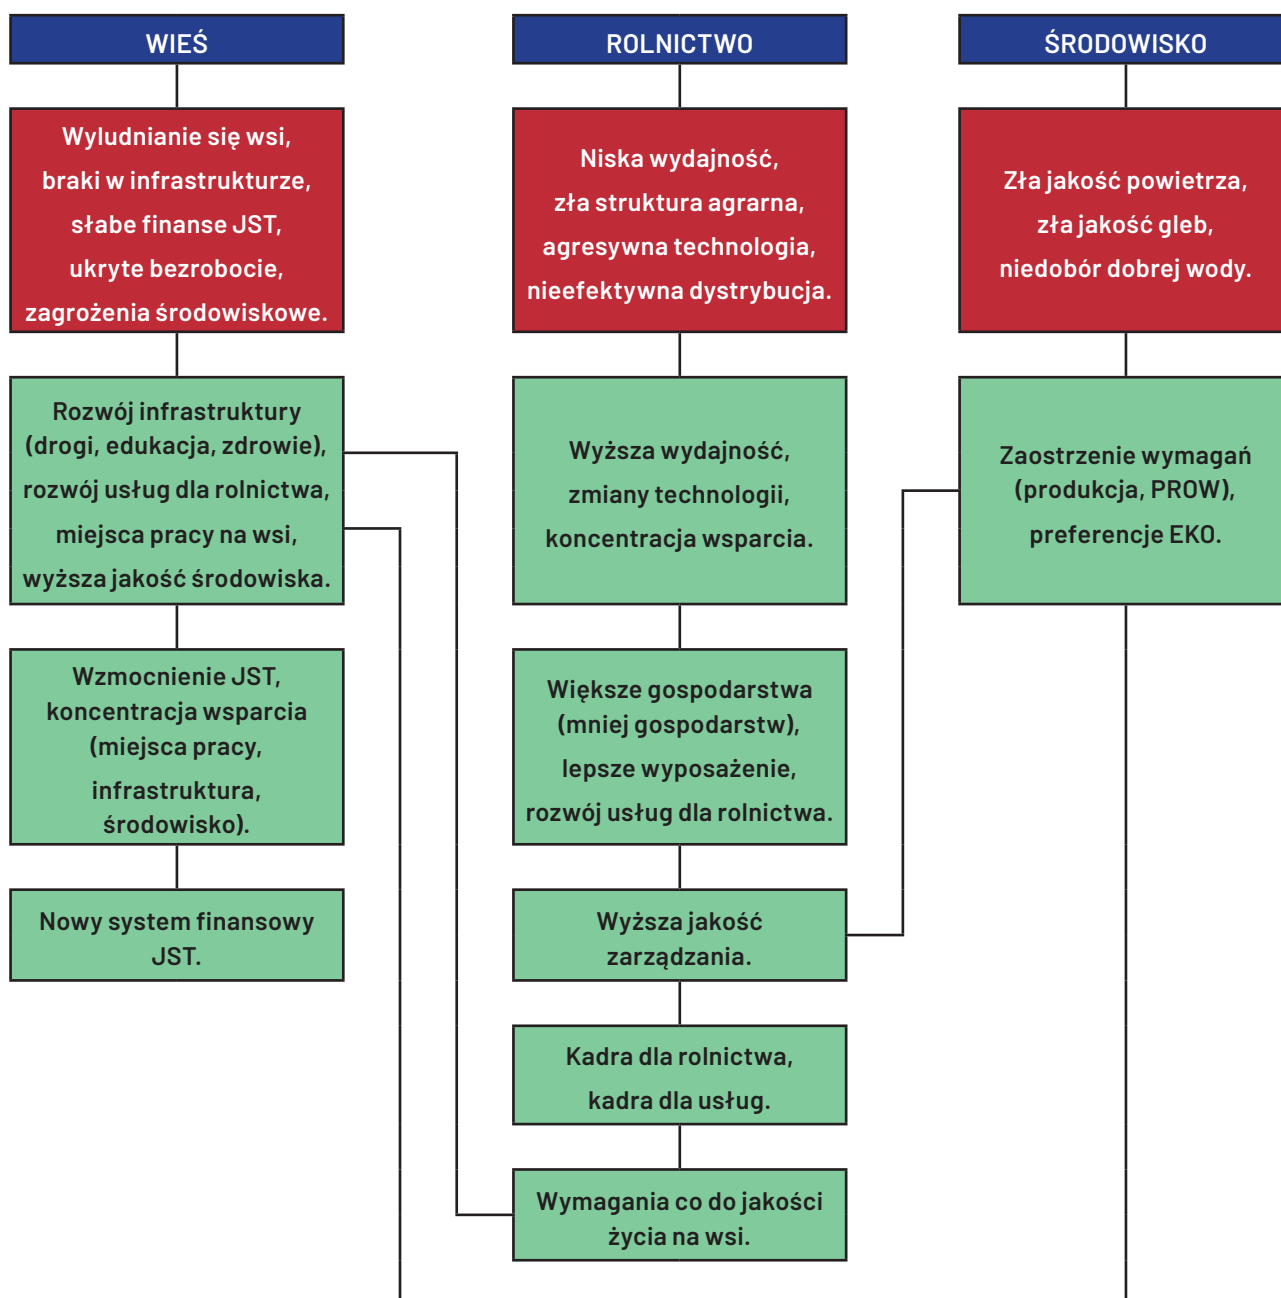 WIEŚ
Wyludnianie się wsi,
braki w infrastrukturze,
słabe finanse JST,
ukryte bezrobocie,
zagrożenia środowiskowe.
Rozwój infrastruktury
(drogi, edukacja, zdrowie),
rozwój usług dla rolnictwa,
miejsca pracy na wsi,
wyższa jakość środowiska.
Wzmocnienie JST,
koncentracja wsparcia
(miejsca pracy,
infrastruktura,
środowisko).
Nowy system finansowy
JST.
ROLNICTWO
Niska wydajność,
zła struktura agrarna,
agresywna technologia,
nieefektywna dystrybucja.
Wyższa wydajność,
zmiany technologii,
koncentracja wsparcia.
Większe gospodarstwa
(mniej gospodarstw),
lepsze wyposażenie,
rozwój usług dla rolnictwa.
Wyższa jakość
zarządzania.
Kadra dla rolnictwa,
kadra dla usług.
Wymagania co do jakości
życia na wsi.
ŚRODOWISKO
Zła jakość powietrza,
zła jakość gleb,
niedobór dobrej wody.
Zaostrzenie wymagań
(produkcja, PROW),
preferencje EKO.